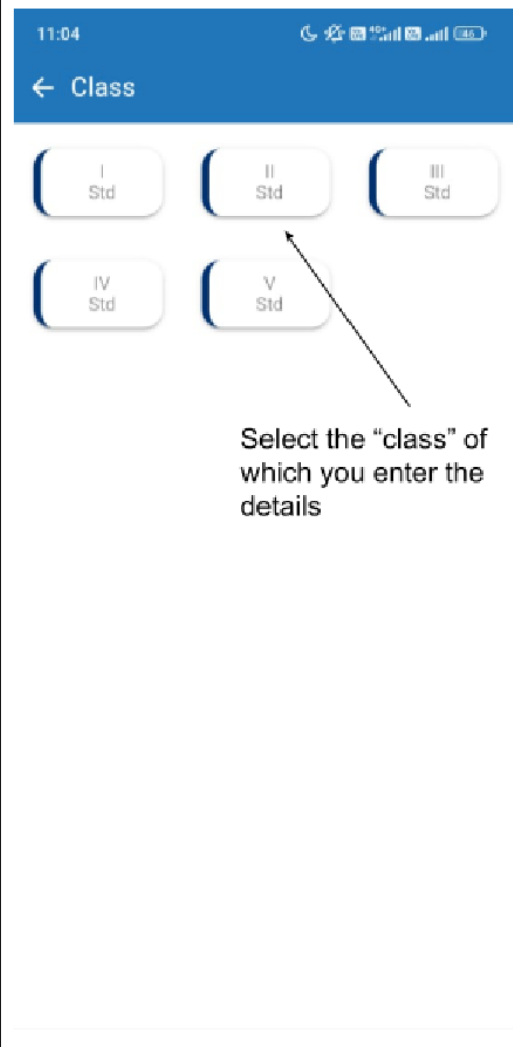 11:04
46
Class
I
Std
II
Std
III
Std
IV
Std
V
Std
Select the “class” of
which you enter the
details